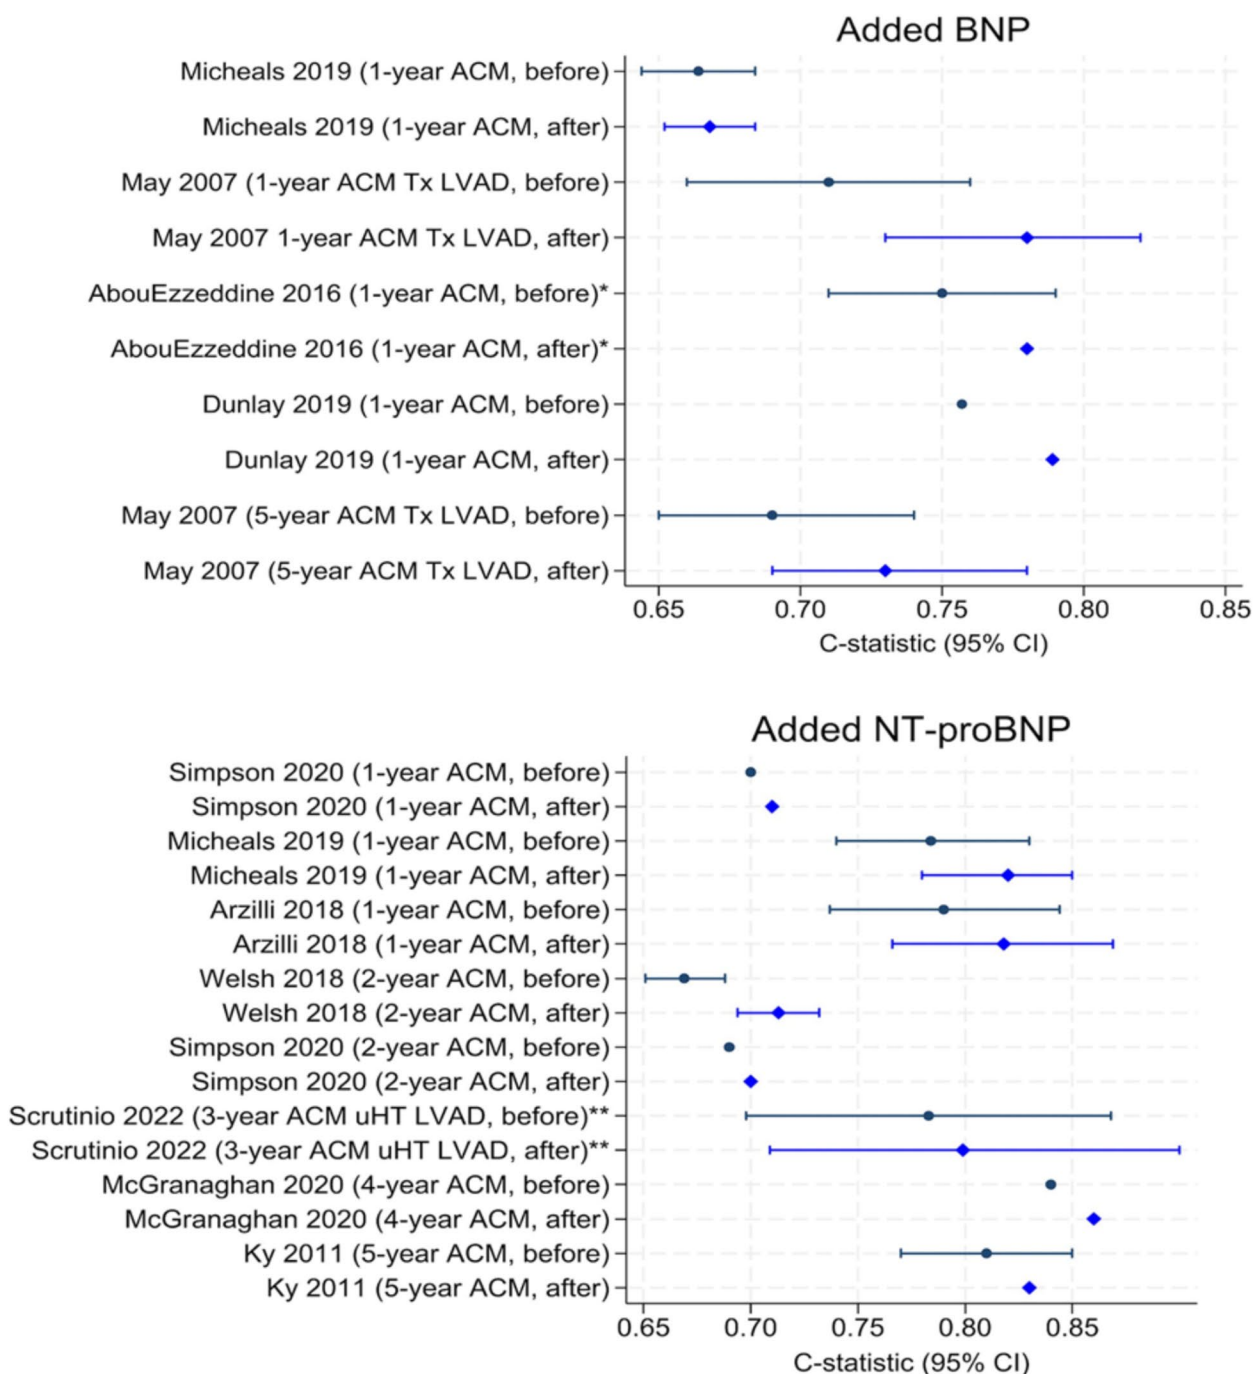 Added BNP
Micheals 2019 (1-year ACM, before)
Micheals 2019 (1-year ACM, after)
May 2007 (1-year ACM Tx LVAD, before)
May 2007 1-year ACM Tx LVAD, after)
AbouEzzeddine 2016 (1-year ACM, before)*
AbouEzzeddine 2016 (1-year ACM, after)*
Dunlay 2019 (1-year ACM, before)
Dunlay 2019 (1-year ACM, after)
May 2007 (5-year ACM Tx LVAD, before)
May 2007 (5-year ACM Tx LVAD, after)
0.65 0.70 0.75 0.80 0.85
C-statistic (95% CI)
Added NT-proBNP
Simpson 2020 (1-year ACM, before)
Simpson 2020 (1-year ACM, after)
Micheals 2019 (1-year ACM, before)
Micheals 2019 (1-year ACM, after)
Arzilli 2018 (1-year ACM, before)
Arzilli 2018 (1-year ACM, after)
Welsh 2018 (2-year ACM, before)
Welsh 2018 (2-year ACM, after)
Simpson 2020 (2-year ACM, before)
Simpson 2020 (2-year ACM, after)
Scrutinio 2022 (3-year ACM uHT LVAD, before)**
Scrutinio 2022 (3-year ACM uHT LVAD, after)**
McGranaghan 2020 (4-year ACM, before)
McGranaghan 2020 (4-year ACM, after)
Ky 2011 (5-year ACM, before)
Ky 2011 (5-year ACM, after)
0.65 0.70 0.75 0.80 0.85
C-statistic (95% CI)